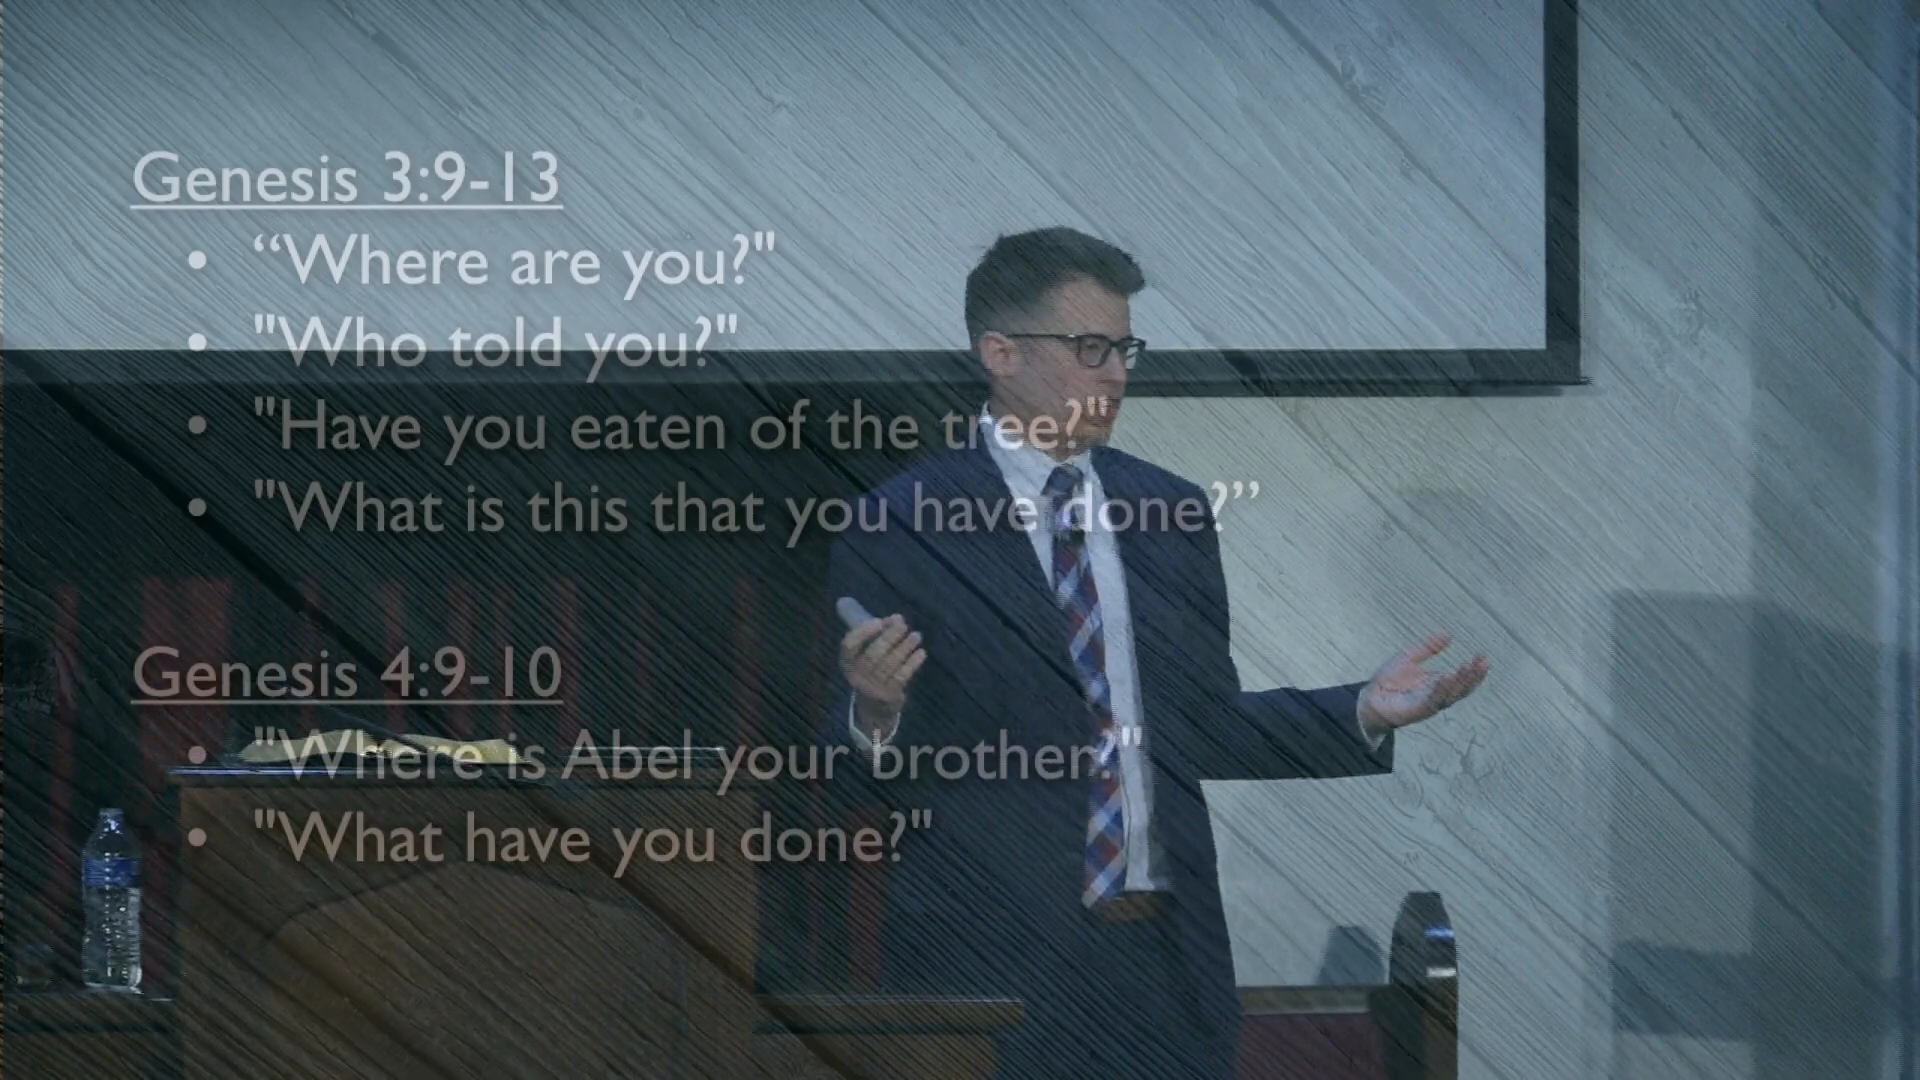 Genesis 3:9-13
• “Where are you?"
• "Who told you?"
• "Have you eaten of the tree?"
• "What is this that you have done?”
Genesis 4:9-10
• "Where is Abel your brother?"
• "What have you done?"